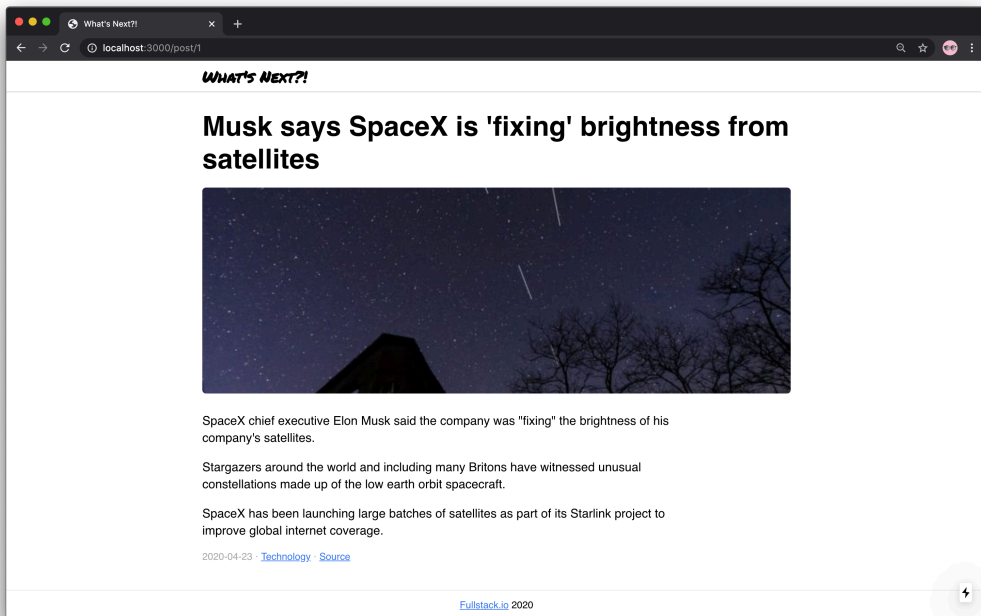 What's Next?!
localhost:3000/post/1
What's Next?!
Musk says SpaceX is 'fixing' brightness from
satellites
SpaceX chief executive Elon Musk said the company was "fixing" the brightness of his
company's satellites.
Stargazers around the world and including many Britons have witnessed unusual
constellations made up of the low earth orbit spacecraft.
SpaceX has been launching large batches of satellites as part of its Starlink project to
improve global internet coverage.
2020-04-23 · Technology · Source
Fullstack.io 2020